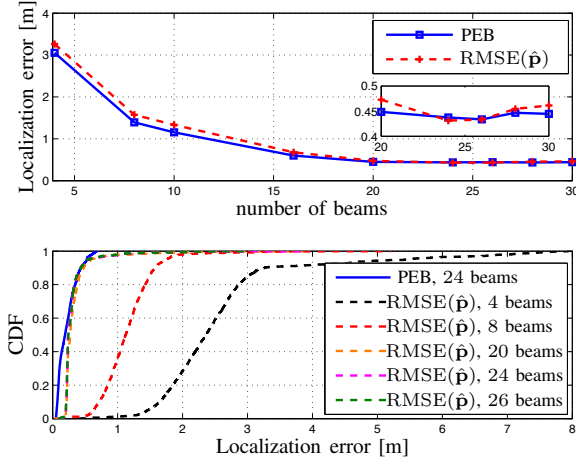 Localization error [m]
4
3
2
1
0
5
10
15
20
25
30
number of beams
PEB
RMSE(p̂)
0.5
0.45
0.4
20
25
30
CDF
1
0.8
0.6
0.4
0.2
0
0
1
2
3
4
5
6
7
8
Localization error [m]
PEB, 24 beams
RMSE(p̂), 4 beams
RMSE(p̂), 8 beams
RMSE(p̂), 20 beams
RMSE(p̂), 24 beams
RMSE(p̂), 26 beams